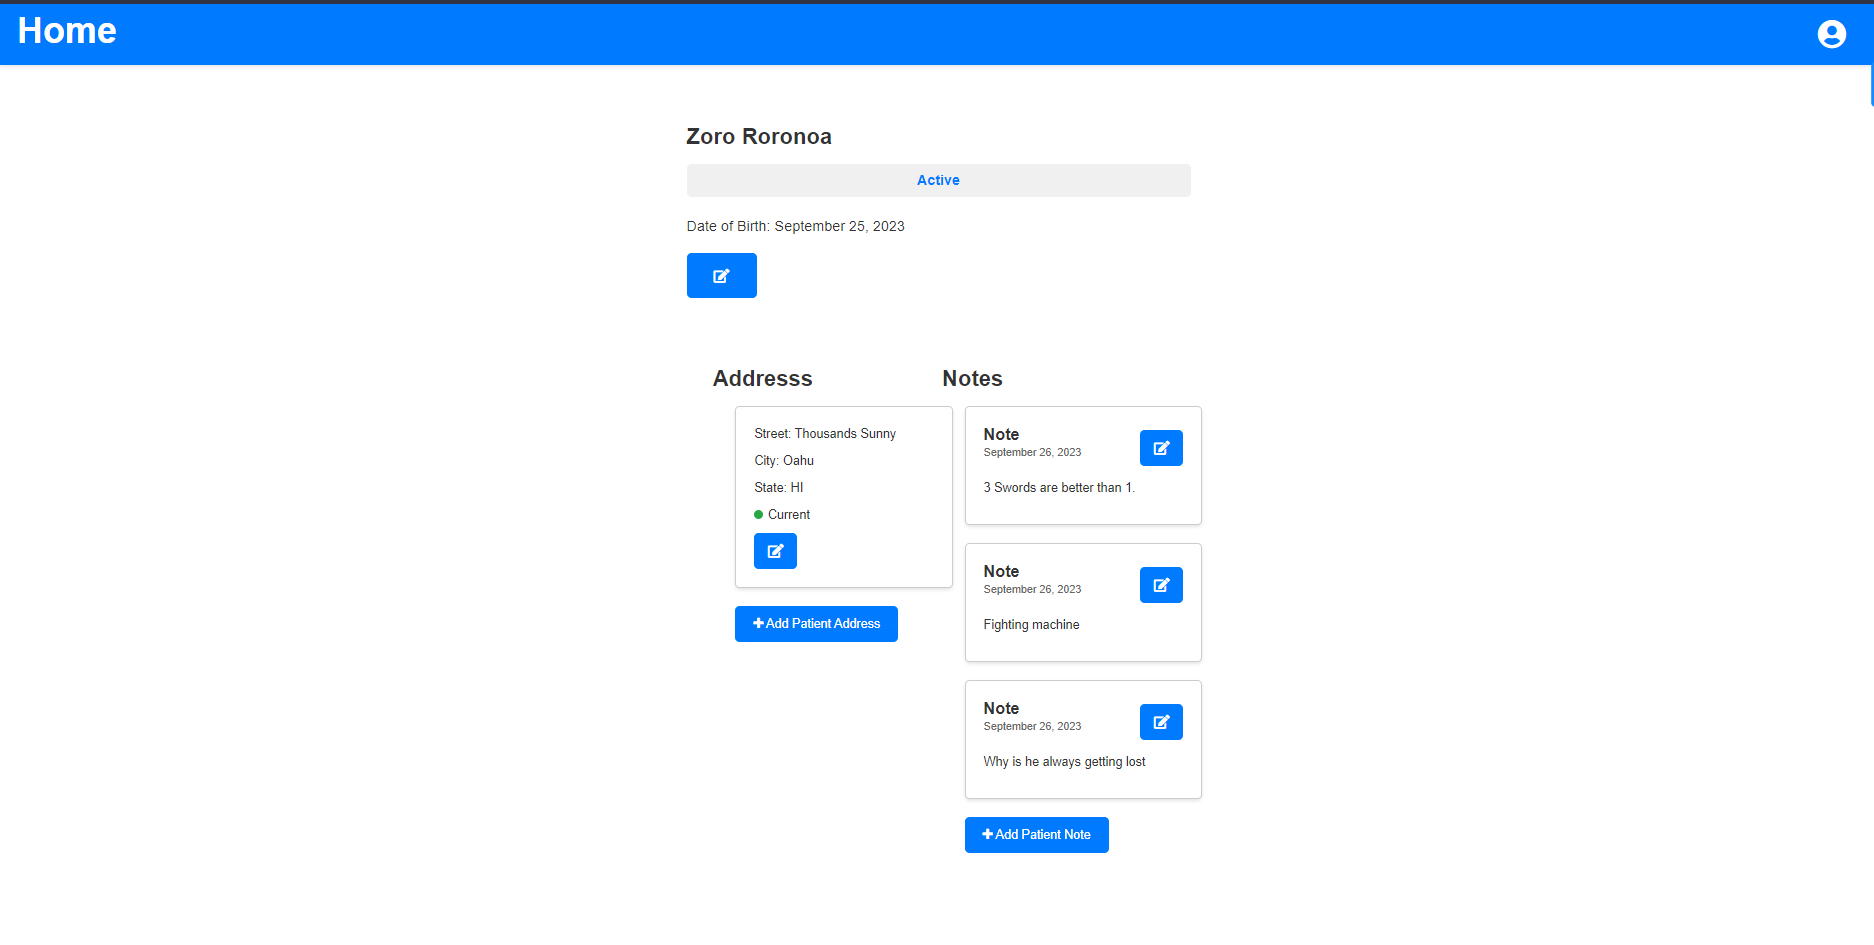 Home
Zoro Roronoa
Active
Date of Birth: September 25, 2023
Addresss
Street: Thousands Sunny
City: Oahu
State: HI
Current
Add Patient Address
Notes
Note
September 26, 2023
3 Swords are better than 1.
Note
September 26, 2023
Fighting machine
Note
September 26, 2023
Why is he always getting lost
Add Patient Note